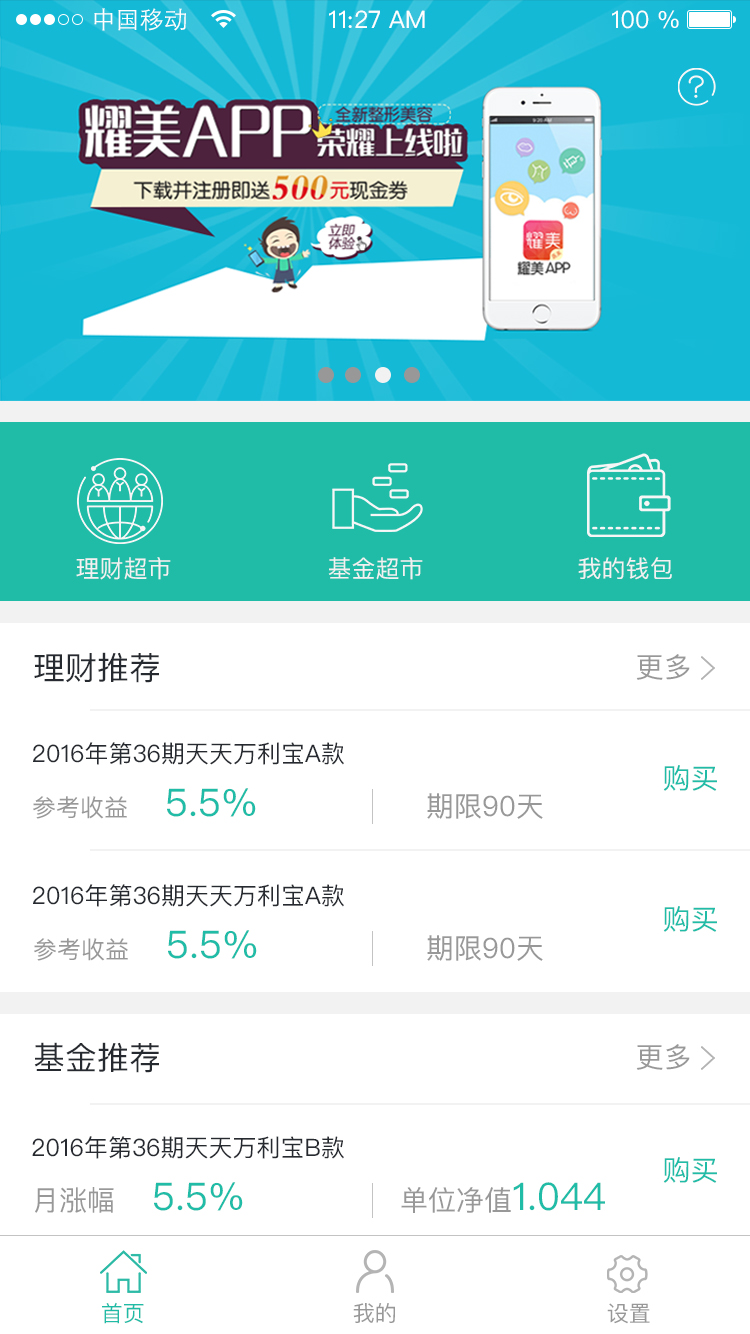 中国移动 11:27 AM 100 %
?
耀美APP
全新整形美容
荣耀上线啦
下载并注册即送500元现金券
立即
体验
9:20 AM
耀美
耀美APP
理财超市 基金超市 我的钱包
理财推荐 更多
2016年第36期天天万利宝A款
参考收益 5.5% 期限90天 购买
2016年第36期天天万利宝A款
参考收益 5.5% 期限90天 购买
基金推荐 更多
2016年第36期天天万利宝B款
月涨幅 5.5% 单位净值1.044 购买
首页 我的 设置